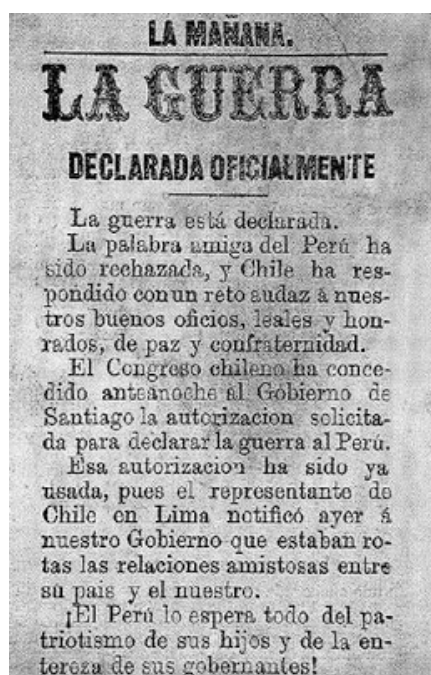 LA MAÑANA.
LA GUERRA
DECLARADA OFICIALMENTE
La guerra está declarada.
La palabra amiga del Perú ha
sido rechazada, y Chile ha res-
pondido con un reto audaz á nues-
tros buenos oficios, leales y hon-
rados, de paz y confraternidad.
El Congreso chileno ha conce-
dido anteanoche al Gobierno de
Santiago la autorizacion solicita-
da para declarar la guerra al Perú.
Esa autorizacion ha sido ya
usada, pues el representante de
Chile en Lima notificó ayer á
nuestro Gobierno que estaban ro-
tas las relaciones amistosas entre
su pais y el nuestro.
¡El Perú lo espera todo del pa-
triotismo de sus hijos y de la en-
tereza de sus gobernantes!